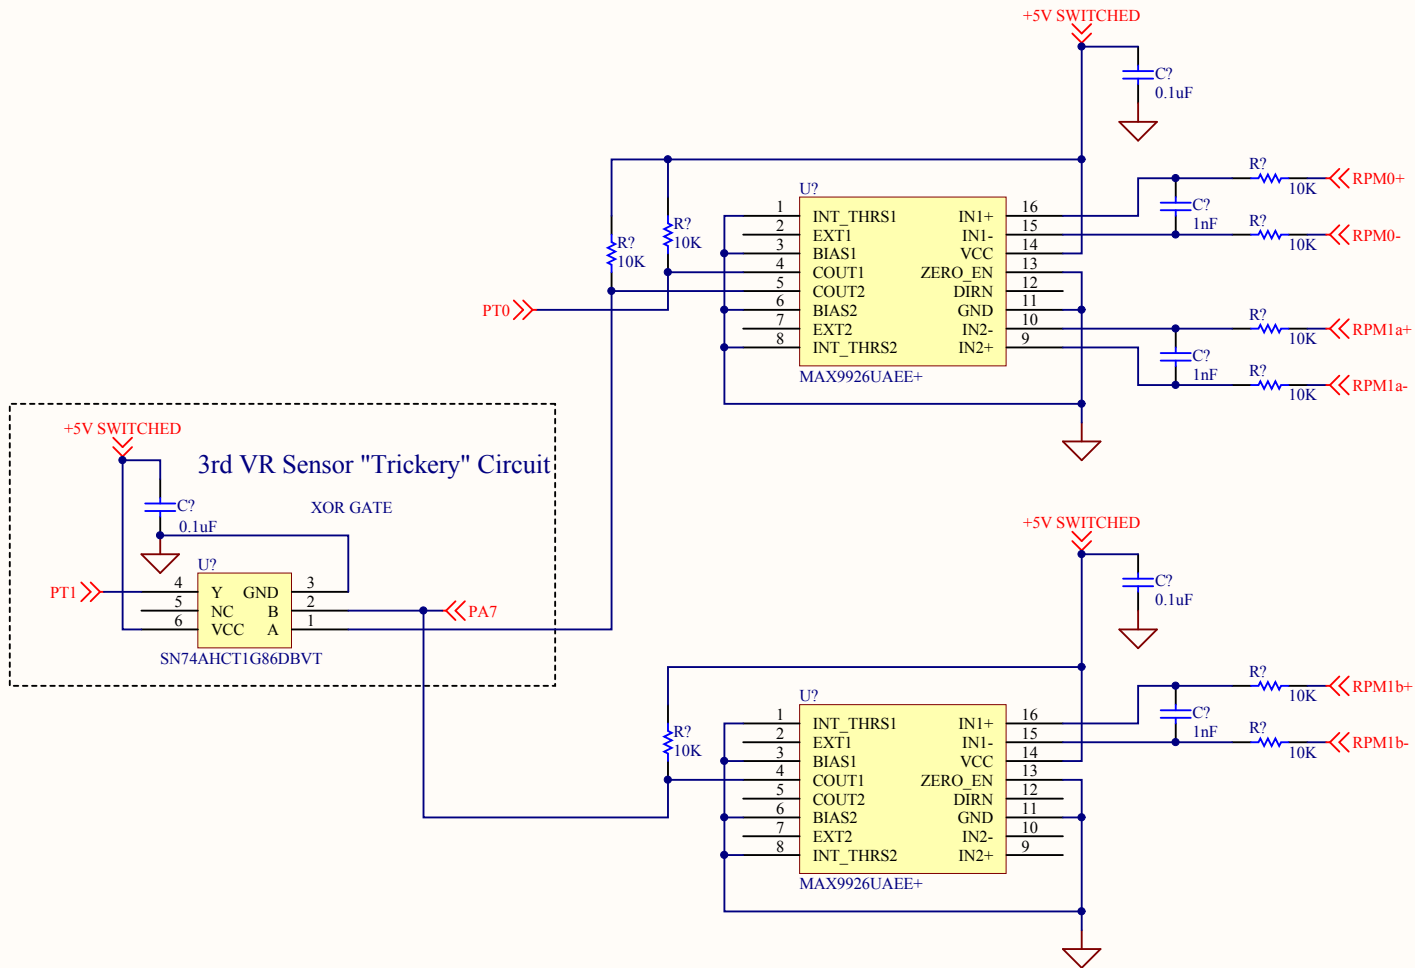 +5V SWITCHED
C?
0.1uF
R?
10K
RPM0+
C?
1nF
R?
10K
RPM0-
R?
10K
RPM1a+
C?
1nF
R?
10K
RPM1a-
U?
1 INT_THRS1 IN1+ 16
2 EXT1 IN1- 15
3 BIAS1 VCC 14
4 COUT1 ZERO_EN 13
5 COUT2 DIRN 12
6 BIAS2 GND 11
7 EXT2 IN2- 10
8 INT_THRS2 IN2+ 9
MAX9926UAEE+
R?
10K
R?
10K
PT0
+5V SWITCHED
3rd VR Sensor "Trickery" Circuit
C?
0.1uF
XOR GATE
U?
PT1
4 Y GND 3
5 NC B 2
6 VCC A 1
SN74AHCT1G86DBVT
PA7
+5V SWITCHED
C?
0.1uF
R?
10K
RPM1b+
C?
1nF
R?
10K
RPM1b-
U?
1 INT_THRS1 IN1+ 16
2 EXT1 IN1- 15
3 BIAS1 VCC 14
4 COUT1 ZERO_EN 13
5 COUT2 DIRN 12
6 BIAS2 GND 11
7 EXT2 IN2- 10
8 INT_THRS2 IN2+ 9
MAX9926UAEE+
R?
10K